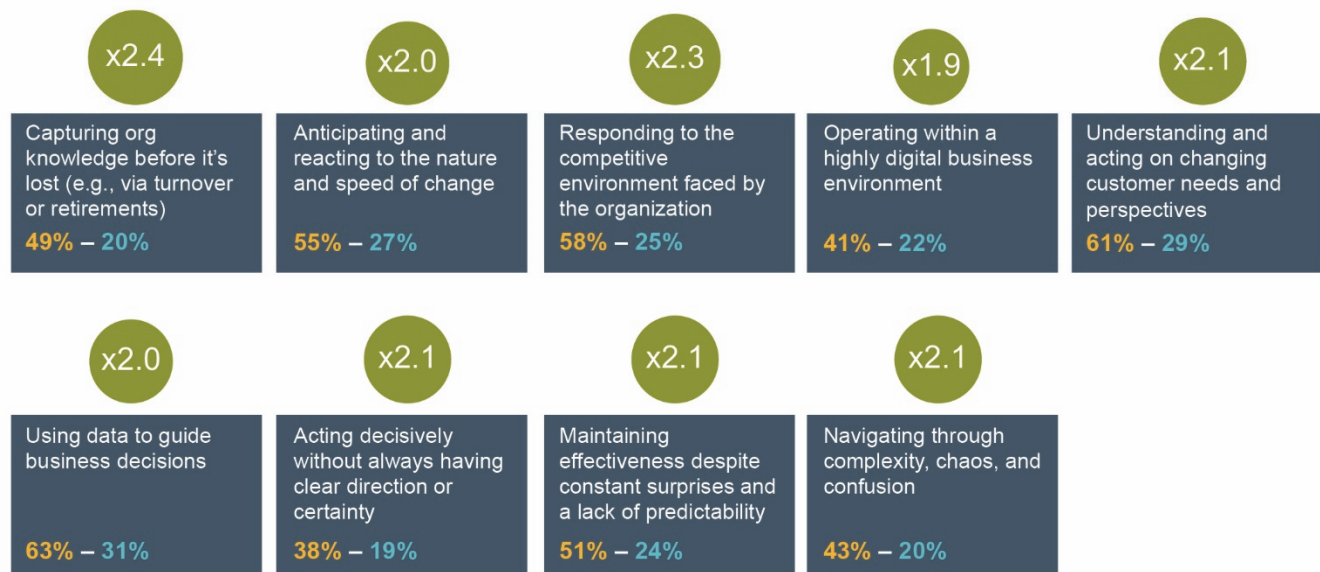 x2.4
x2.0
x2.3
x1.9
x2.1
Capturing org
knowledge before it's
lost (e.g., via turnover
or retirements)
49% – 20%
Anticipating and
reacting to the nature
and speed of change
55% – 27%
Responding to the
competitive
environment faced by
the organization
58% – 25%
Operating within a
highly digital business
environment
41% – 22%
Understanding and
acting on changing
customer needs and
perspectives
61% – 29%
x2.0
x2.1
x2.1
x2.1
Using data to guide
business decisions
63% – 31%
Acting decisively
without always having
clear direction or
certainty
38% – 19%
Maintaining
effectiveness despite
constant surprises and
a lack of predictability
51% – 24%
Navigating through
complexity, chaos, and
confusion
43% – 20%